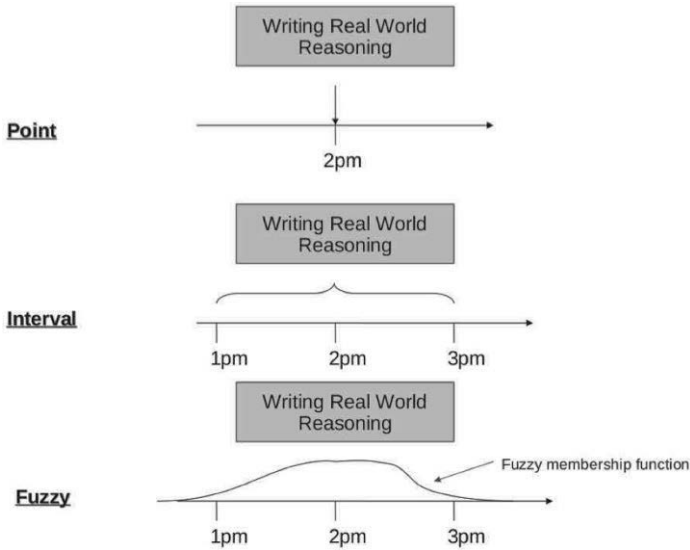 Writing Real World
Reasoning
Point
2pm
Writing Real World
Reasoning
Interval
1pm 2pm 3pm
Writing Real World
Reasoning
Fuzzy membership function
Fuzzy
1pm 2pm 3pm